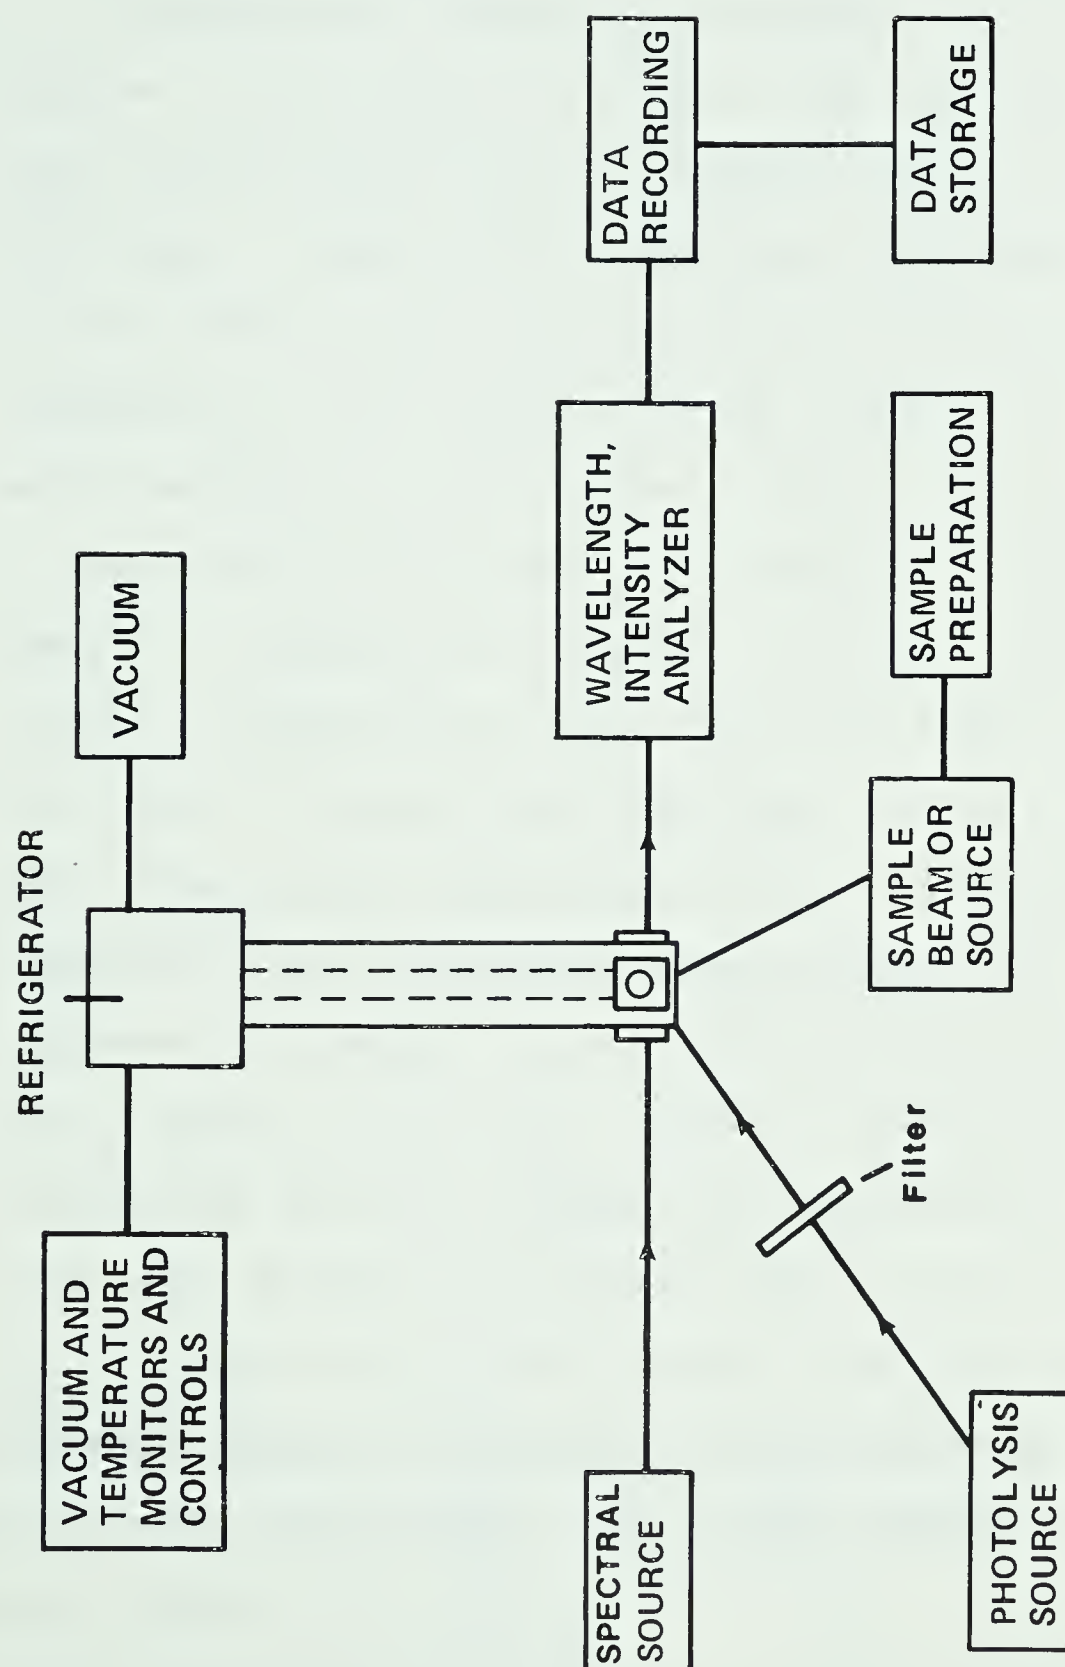 REFRIGERATOR
VACUUM AND
TEMPERATURE
MONITORS AND
CONTROLS
VACUUM
SPECTRAL
SOURCE
WAVELENGTH,
INTENSITY
ANALYZER
DATA
RECORDING
PHOTOLYSIS
SOURCE
Filter
SAMPLE
BEAM OR
SOURCE
SAMPLE
PREPARATION
DATA
STORAGE